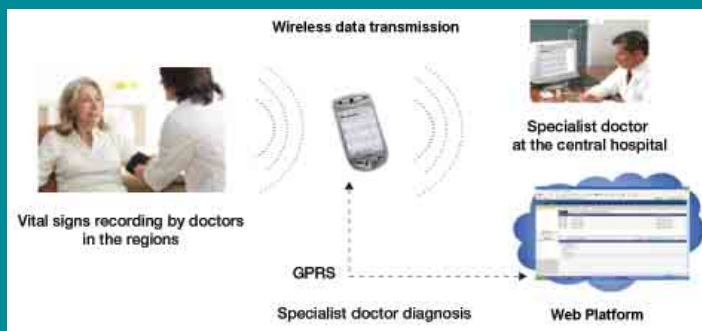 Wireless data transmission
Specialist doctor
at the central hospital
Vital signs recording by doctors
in the regions
GPRS
Specialist doctor diagnosis
Web Platform